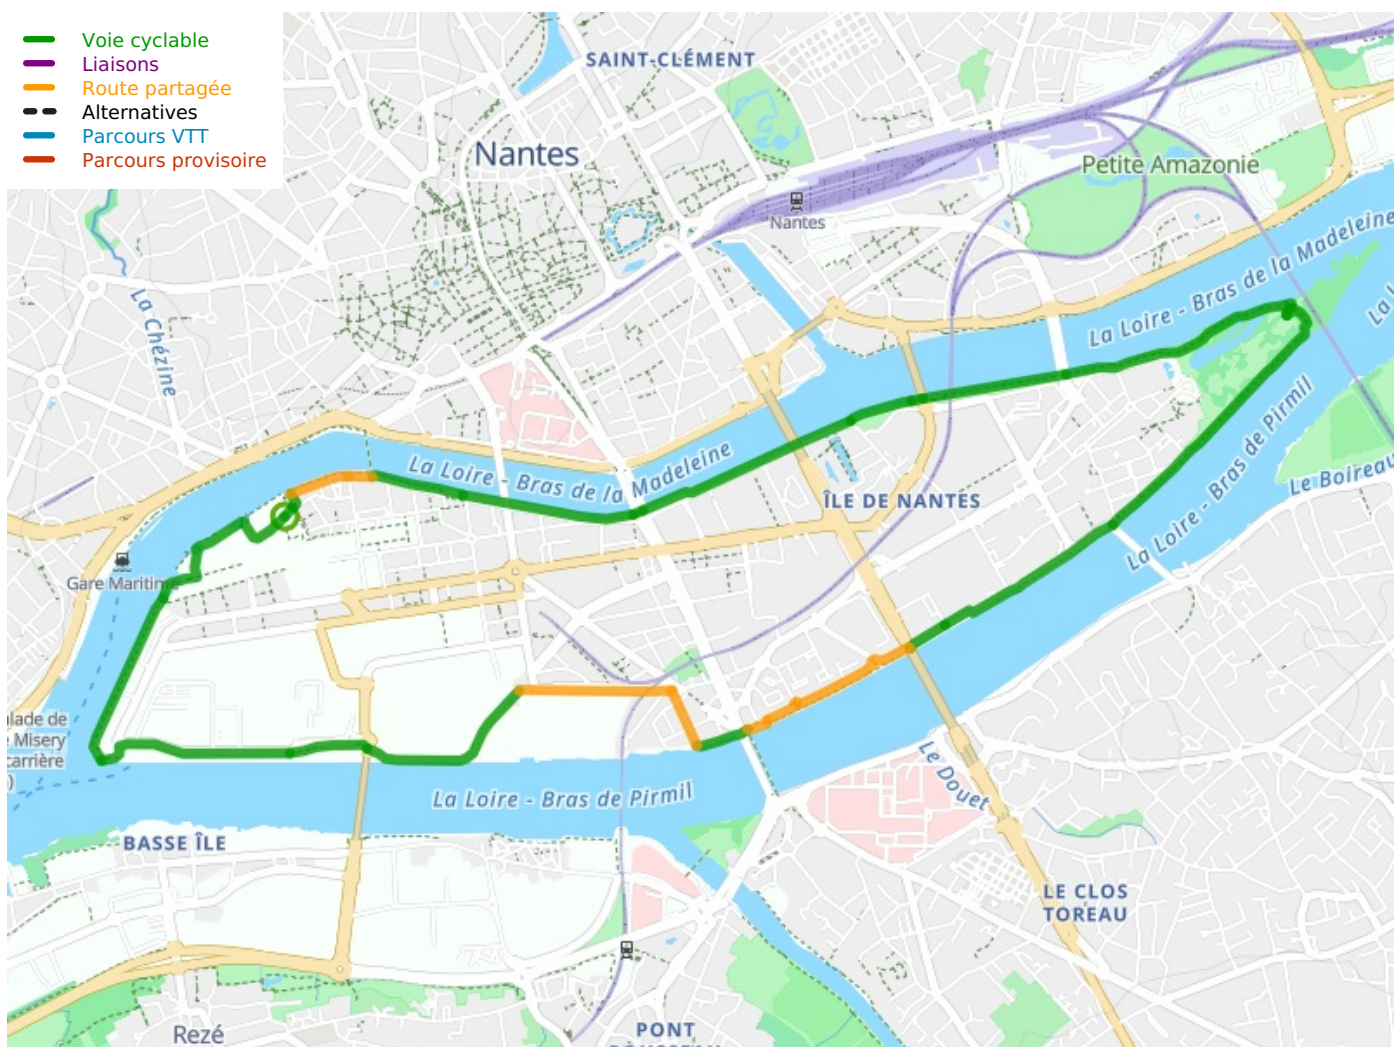 Voie cyclable
Liaisons
Route partagée
Alternatives
Parcours VTT
Parcours provisoire
SAINT-CLÉMENT
Nantes
Petite Amazonie
Nantes
La Loire - Bras de la Madeleine
La Chézine
La Loire - Bras de la Madeleine
ÎLE DE NANTES
La Loire - Bras de Pirmil
Le Boireau
Gare Maritime
lade de
Misery
carrière
)
Le Douet
La Loire - Bras de Pirmil
BASSE ÎLE
LE CLOS
TOREAU
Rezé
PONT